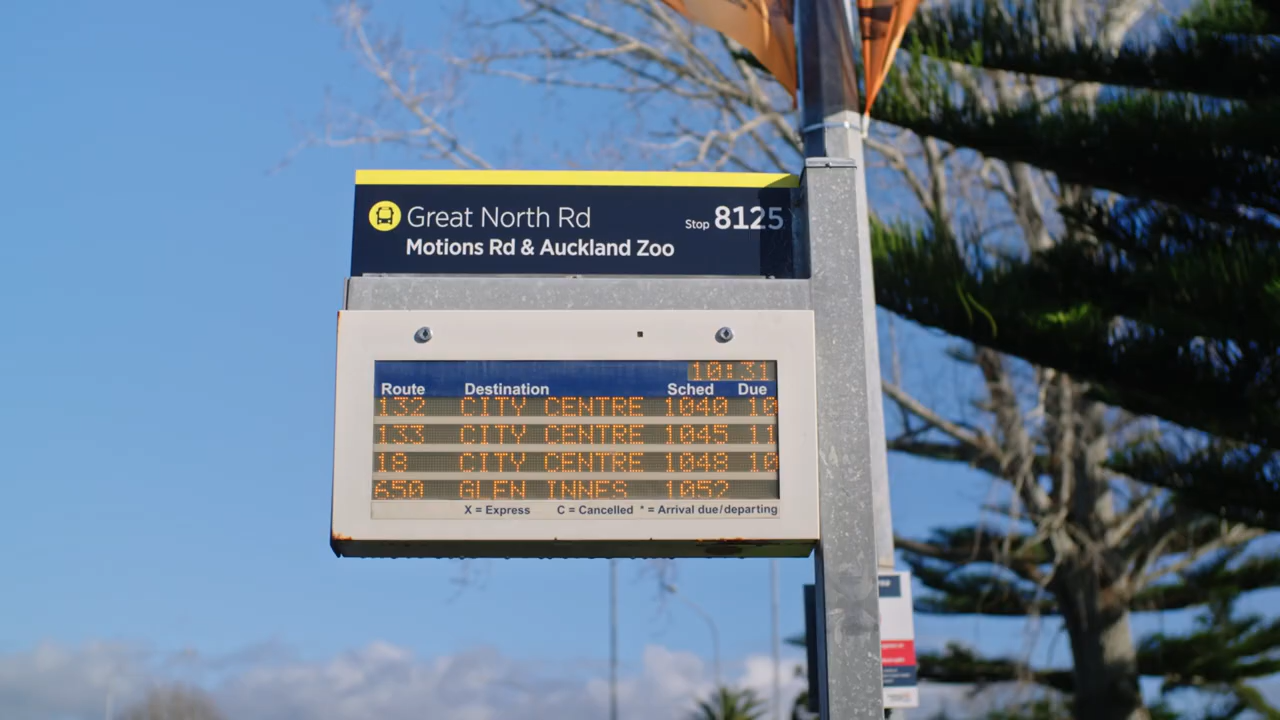 Great North Rd Stop 8125
Motions Rd & Auckland Zoo
10:31
Route Destination Sched Due
132 CITY CENTRE 1040 10
133 CITY CENTRE 1045 11
18 CITY CENTRE 1048 10
650 GLEN INNES 1052
X = Express C = Cancelled * = Arrival due/departing